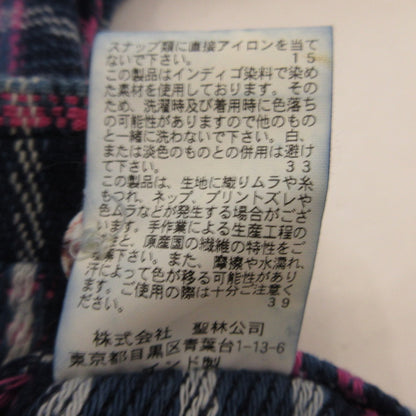 スナップ類に直接アイロンを当て
ないで下さい。 15
この製品はインディゴ染料で染め
た素材を使用しております。その
ため、洗濯時及び着用時に色落ち
の可能性がありますので他のもの
と一緒に洗わないで下さい。白、
または淡色のものとの併用は避け
て下さい。 33
この製品は、生地に織りムラや糸
もつれ、ネップ、プリントズレや
色ムラなどが発生する場合がござ
います。手作業による生産工程の
と、原産国の繊維の特性をご
下さい。また、摩擦や水濡れ、
汗によって色が移る可能性があり
ます。ご使用の際は十分ご注意く
ださい。 39
株式会社 聖林公司
東京都目黒区青葉台1-13-6
インド製